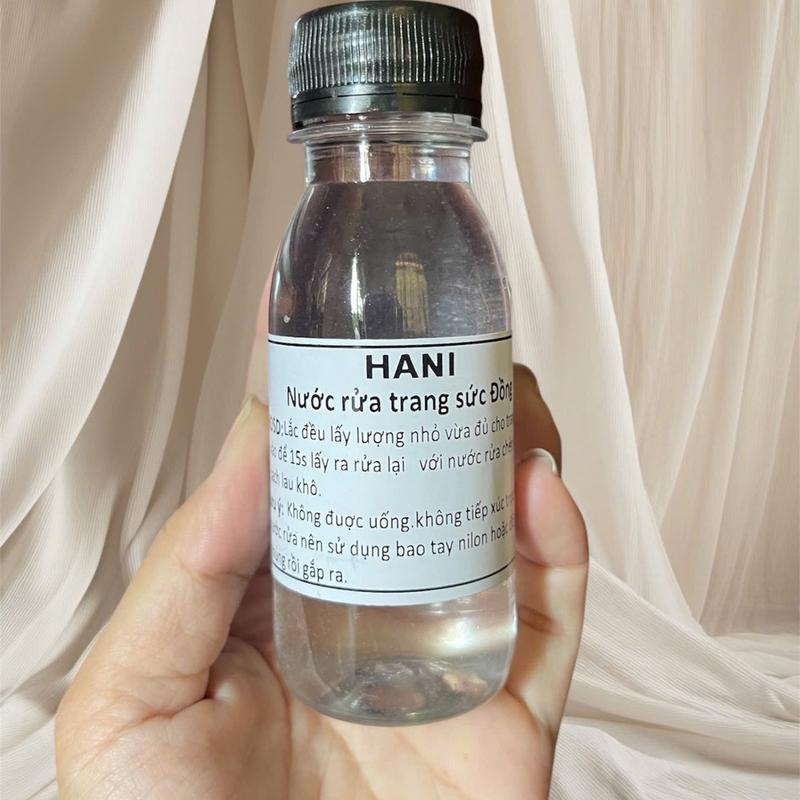 HANI
Nước rửa trang sức Đồng
Lắc đều lấy lượng nhỏ vừa đủ cho
để 15s lấy ra rửa lại với nước rửa
lau khô.
ý: Không được uống.không tiếp xúc
rửa nên sử dụng bao tay nilon hoặc
rồi gắp ra.